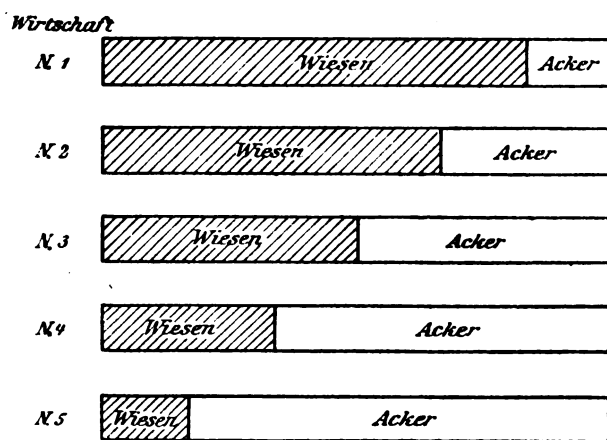 Wirtschaft
N. 1 Wiesen Acker
N. 2 Wiesen Acker
N. 3 Wiesen Acker
N. 4 Wiesen Acker
N. 5 Wiesen Acker